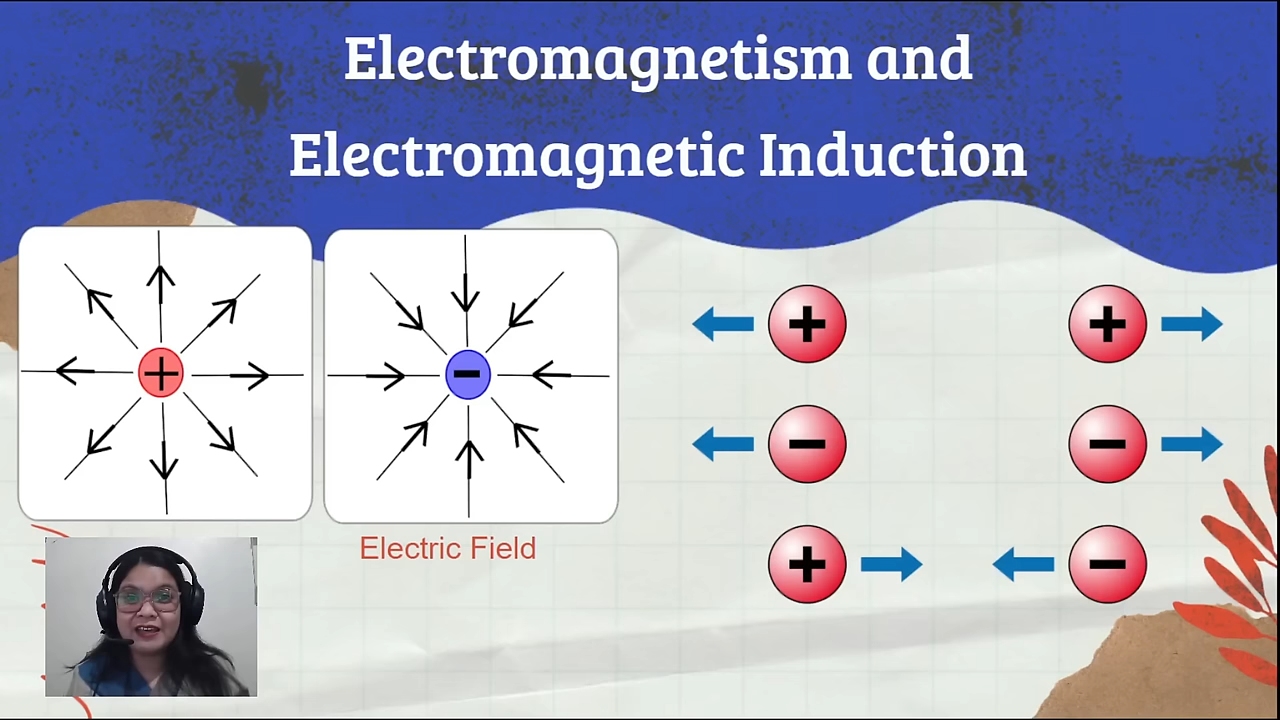 Electromagnetism and
Electromagnetic Induction
+
-
Electric Field
+ +
- -
+ -